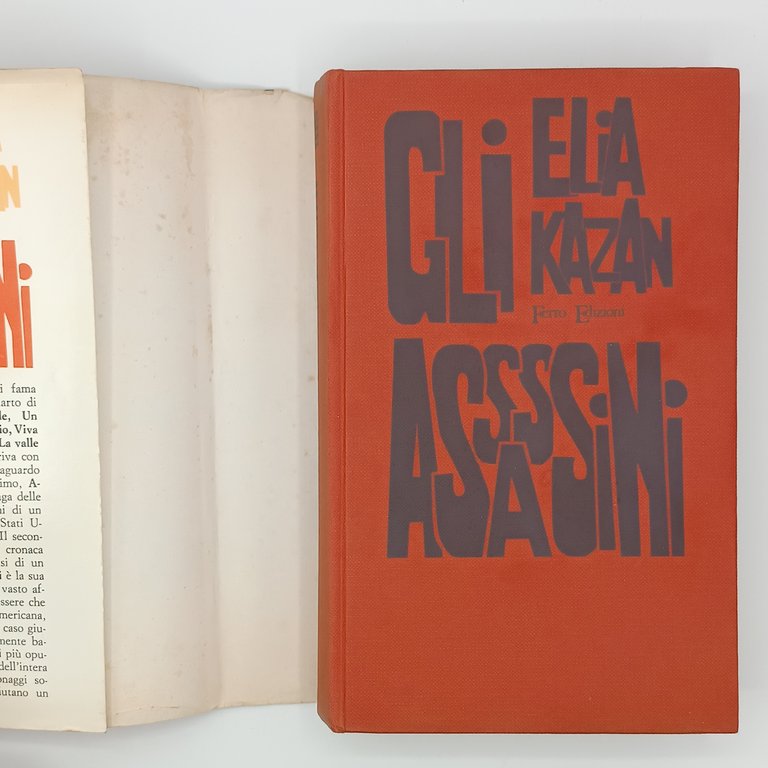 N
Ni
i fama
arto di
le, Un
io, Viva
La valle
riva con
aguardo
imo, A-
ga delle
ni di un
Stati U-
Il secon-
cronaca
si di un
i è la sua
vasto af-
ssere che
mericana,
caso giu-
mente ba-
i più opu-
dell'intera
onaggi so-
utano un
GLi
ELiA
KAZAN
Ferro Edizioni
ASSASSiNi